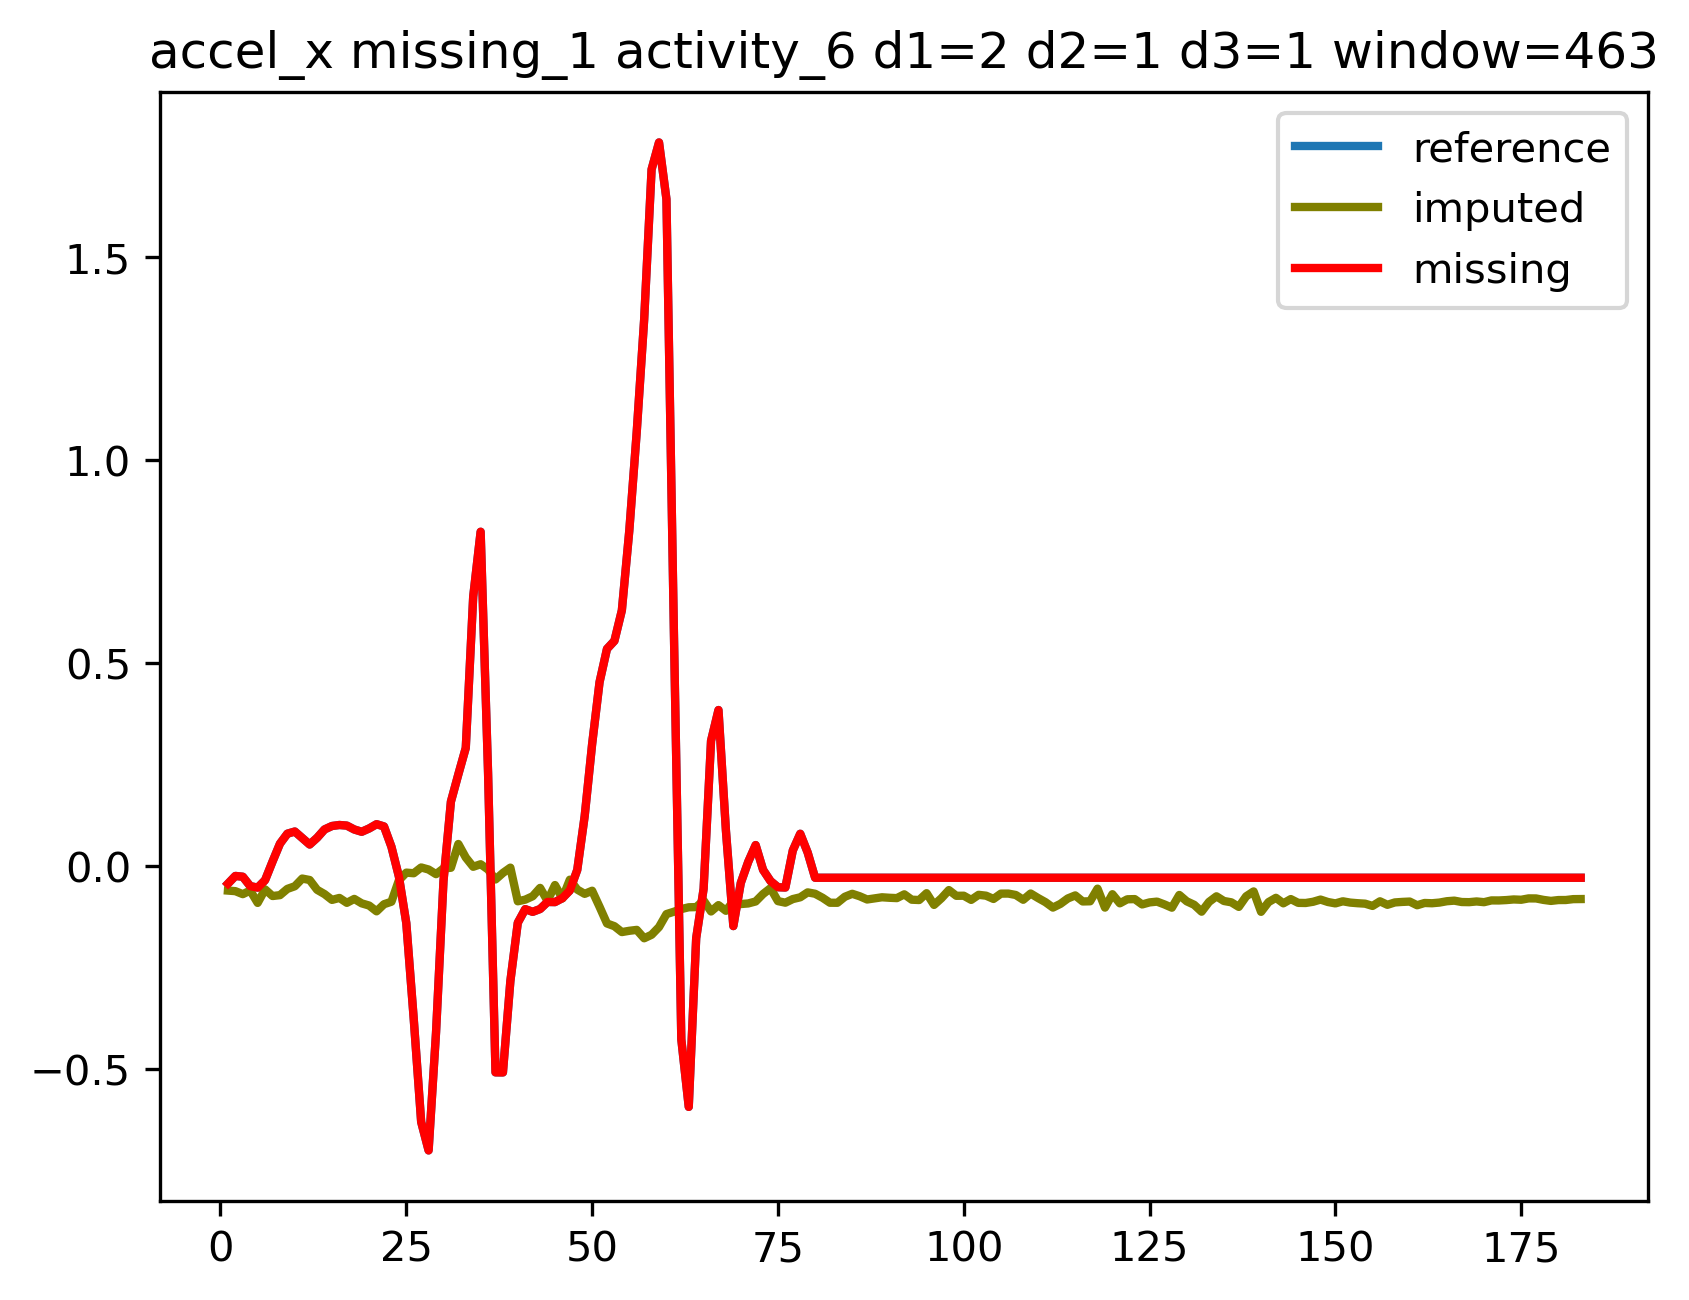 accel_x missing_1 activity_6 d1=2 d2=1 d3=1 window=463
reference
imputed
missing
1.5
1.0
0.5
0.0
−0.5
0 25 50 75 100 125 150 175